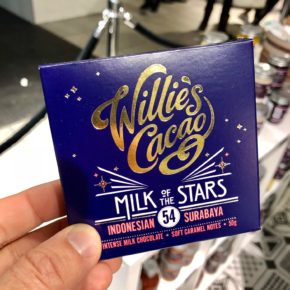 Willie's
Cacao
MILK OF THE STARS
INDONESIAN 54 SURABAYA
INTENSE MILK CHOCOLATE • SOFT CARAMEL NOTES • 50g